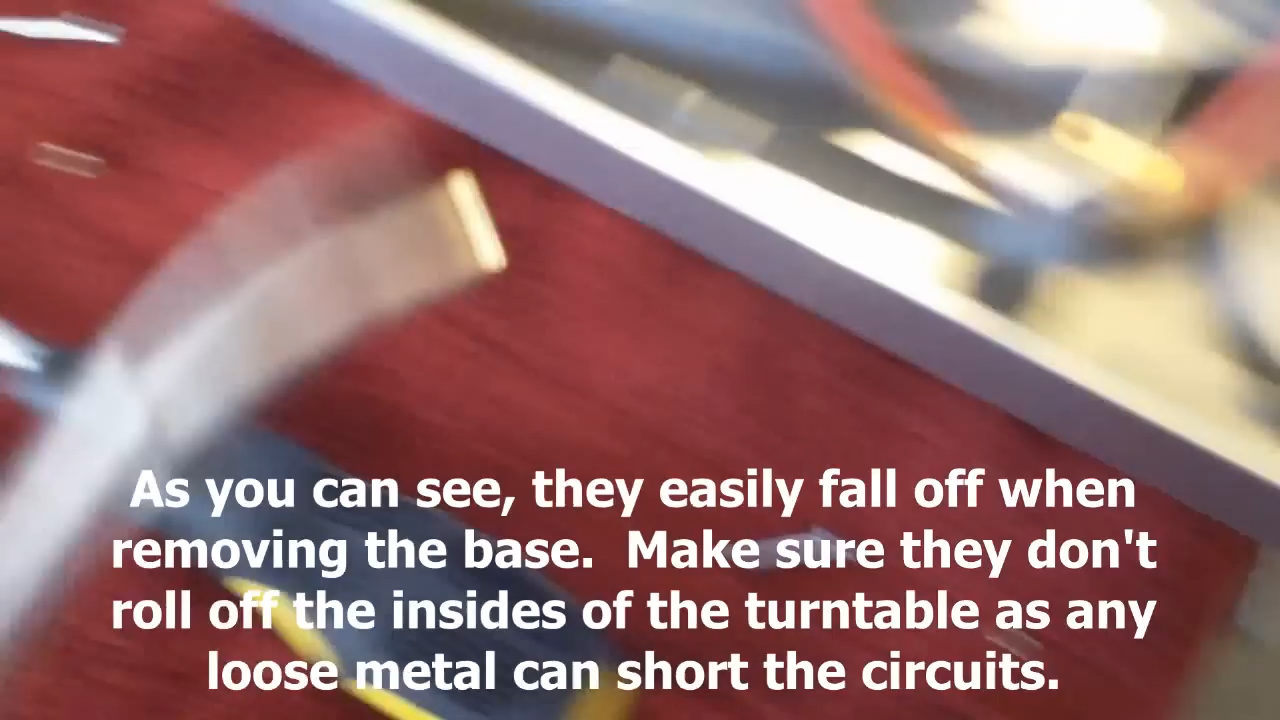 As you can see, they easily fall off when
removing the base.  Make sure they don't
roll off the insides of the turntable as any
loose metal can short the circuits.